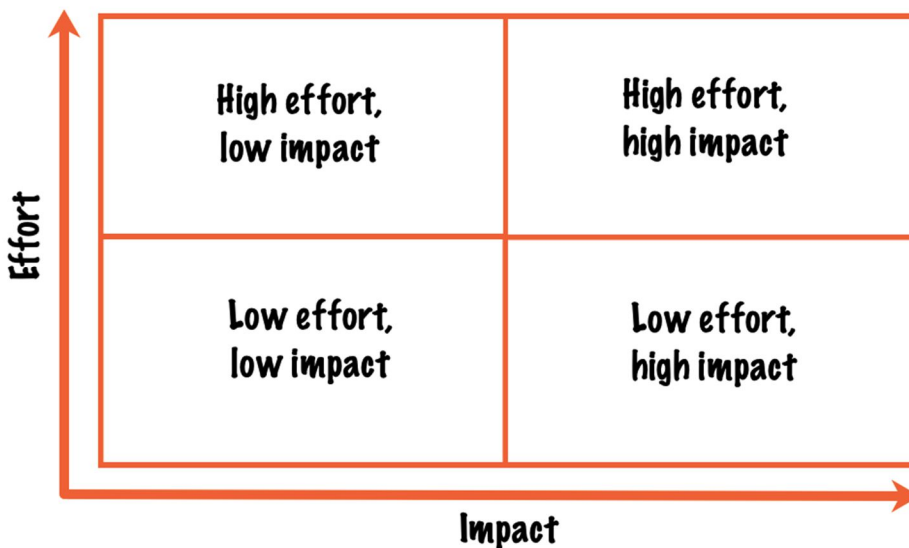 High effort,
low impact
High effort,
high impact
Effort
Low effort,
low impact
Low effort,
high impact
Impact